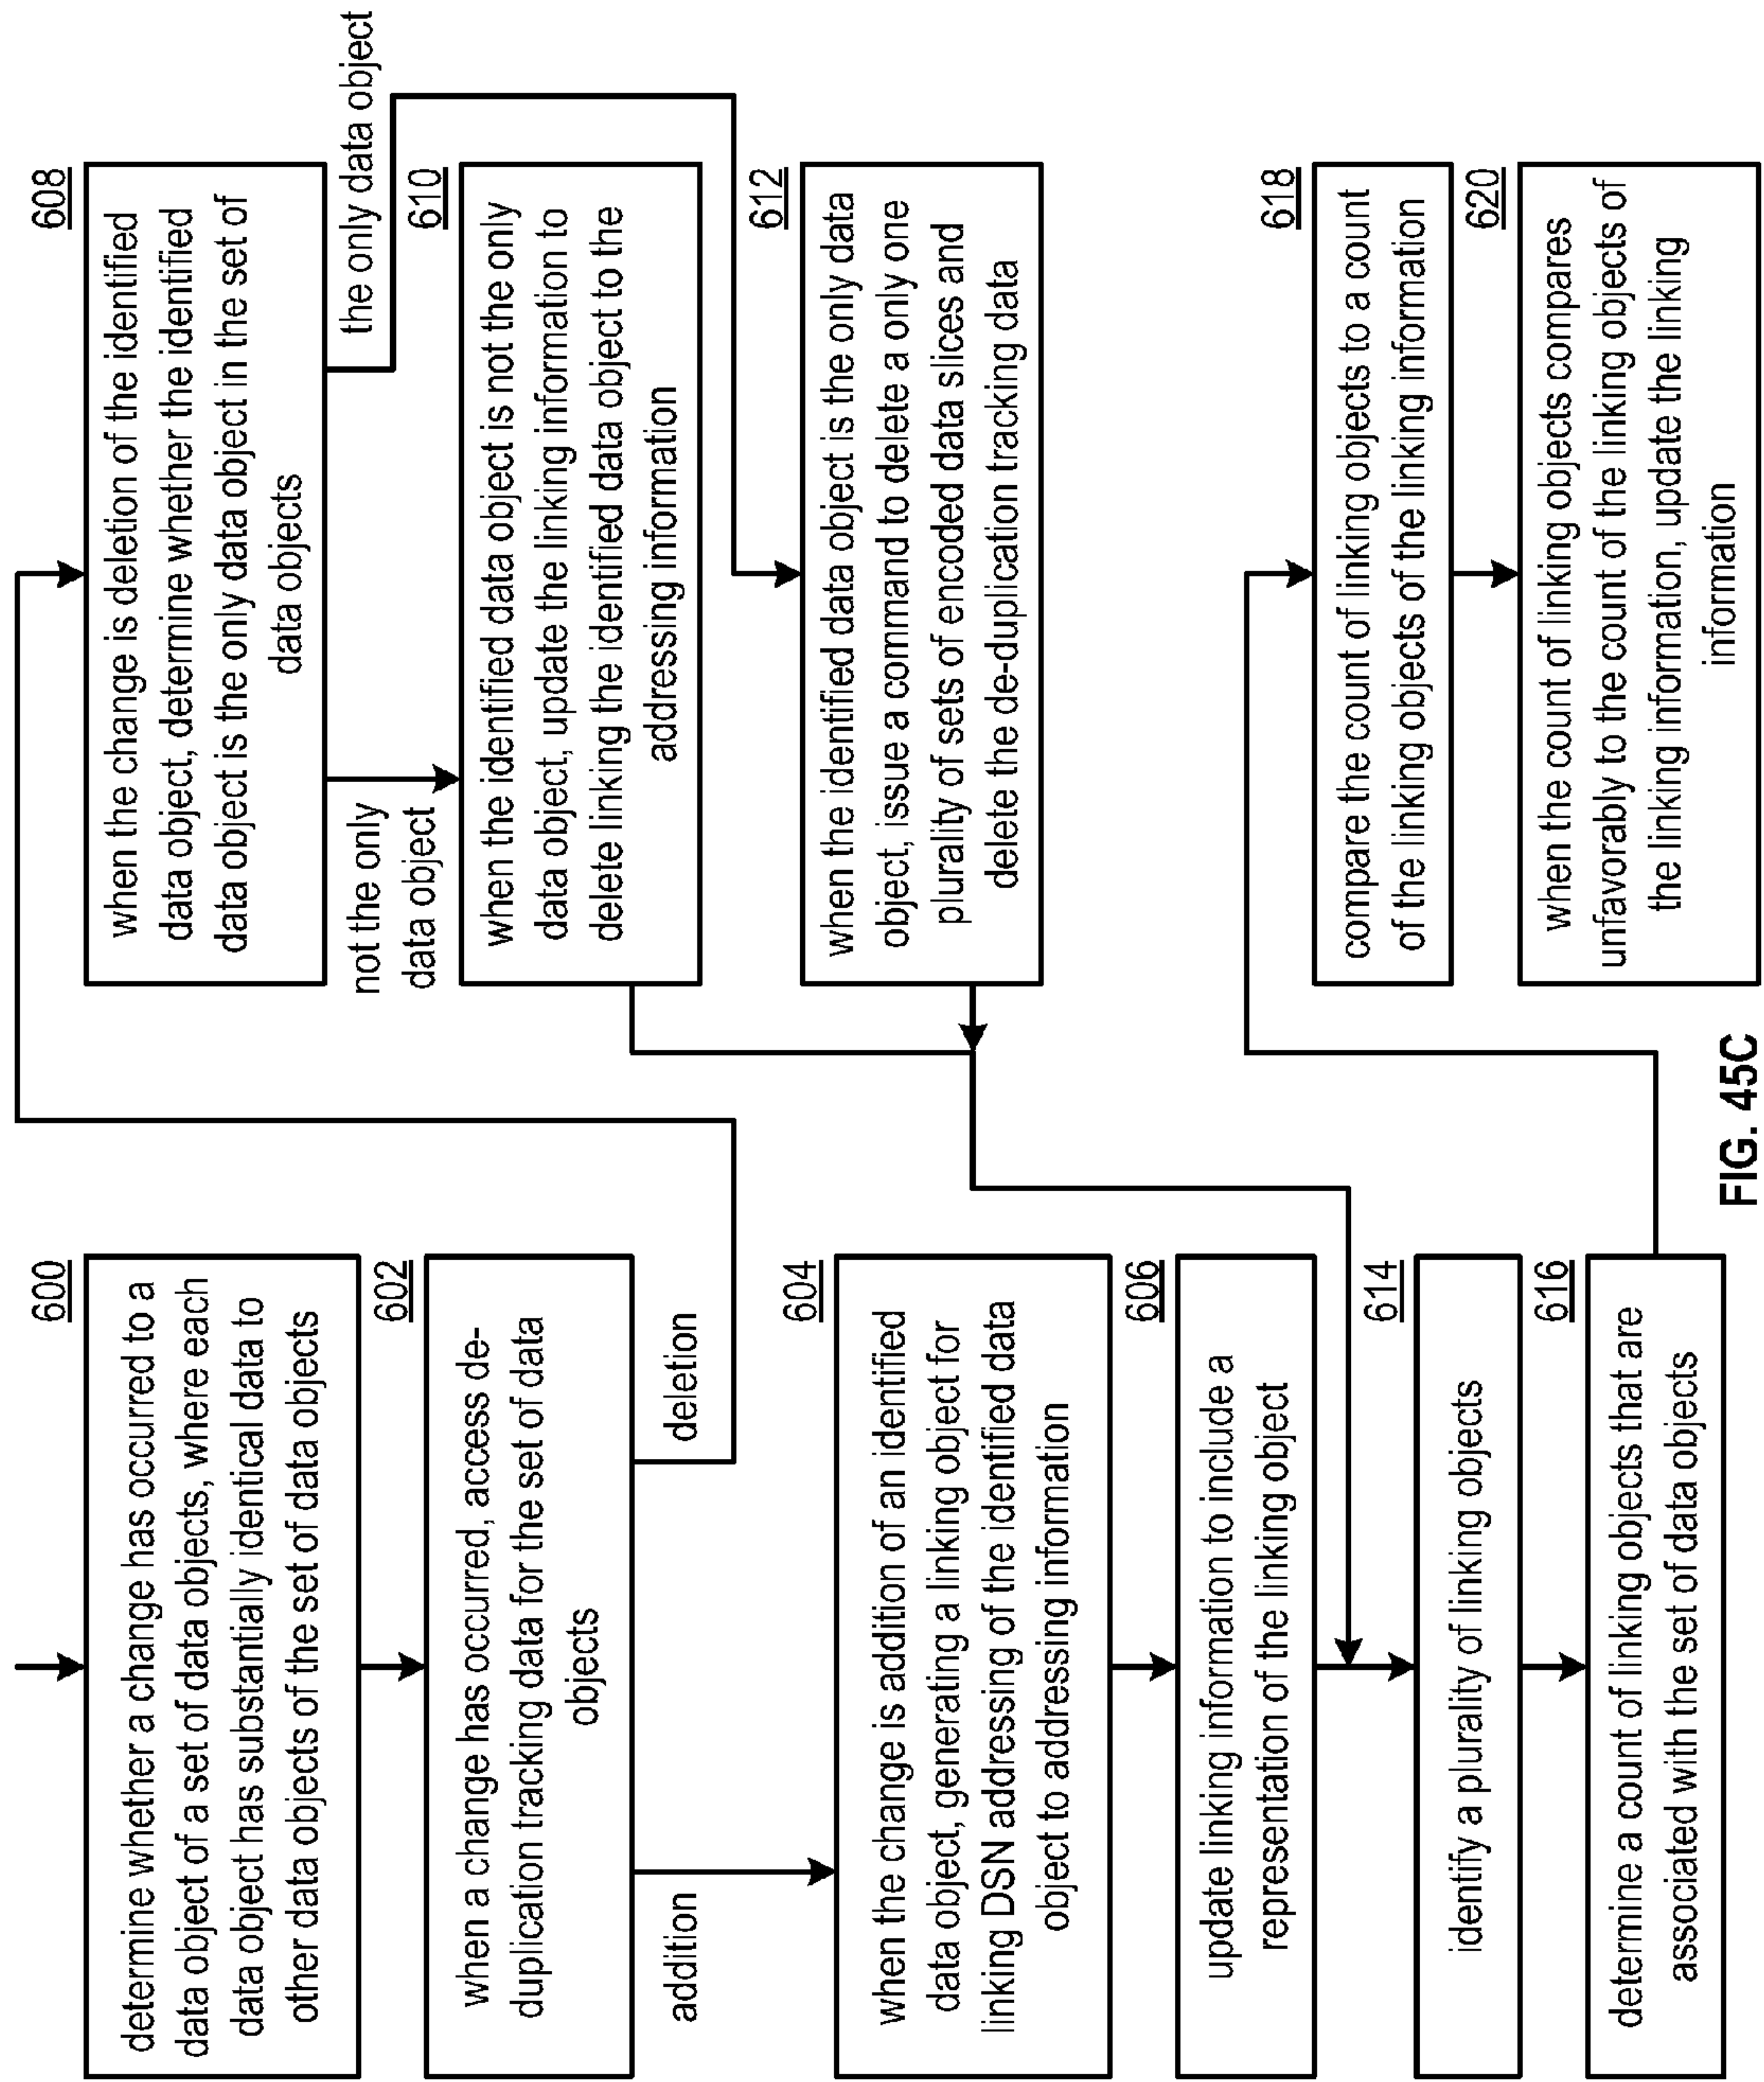 600
determine whether a change has occurred to a
data object of a set of data objects, where each
data object has substantially identical data to
other data objects of the set of data objects
602
when a change has occurred, access de-
duplication tracking data for the set of data
objects
addition
deletion
604
when the change is addition of an identified
data object, generating a linking object for
linking DSN addressing of the identified data
object to addressing information
606
update linking information to include a
representation of the linking object
614
identify a plurality of linking objects
616
determine a count of linking objects that are
associated with the set of data objects
608
when the change is deletion of the identified
data object, determine whether the identified
data object is the only data object in the set of
data objects
not the only
data object
the only data object
610
when the identified data object is not the only
data object, update the linking information to
delete linking the identified data object to the
addressing information
612
when the identified data object is the only data
object, issue a command to delete a only one
plurality of sets of encoded data slices and
delete the de-duplication tracking data
618
compare the count of linking objects to a count
of the linking objects of the linking information
620
when the count of linking objects compares
unfavorably to the count of the linking objects of
the linking information, update the linking
information
FIG. 45C